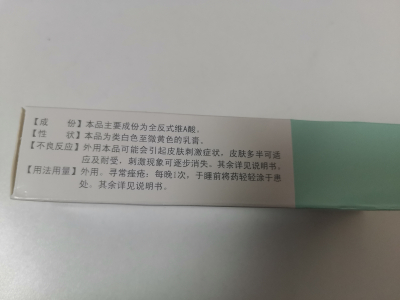 【成　　份】本品主要成份为全反式维A酸。
【性　　状】本品为类白色至微黄色的乳膏。
【不良反应】外用本品可能会引起皮肤刺激症状，皮肤多半可适
应及耐受，刺激现象可逐步消失，其余详见说明书。
【用法用量】外用。寻常痤疮：每晚1次，于睡前将药轻轻涂于患
处。其余详见说明书。